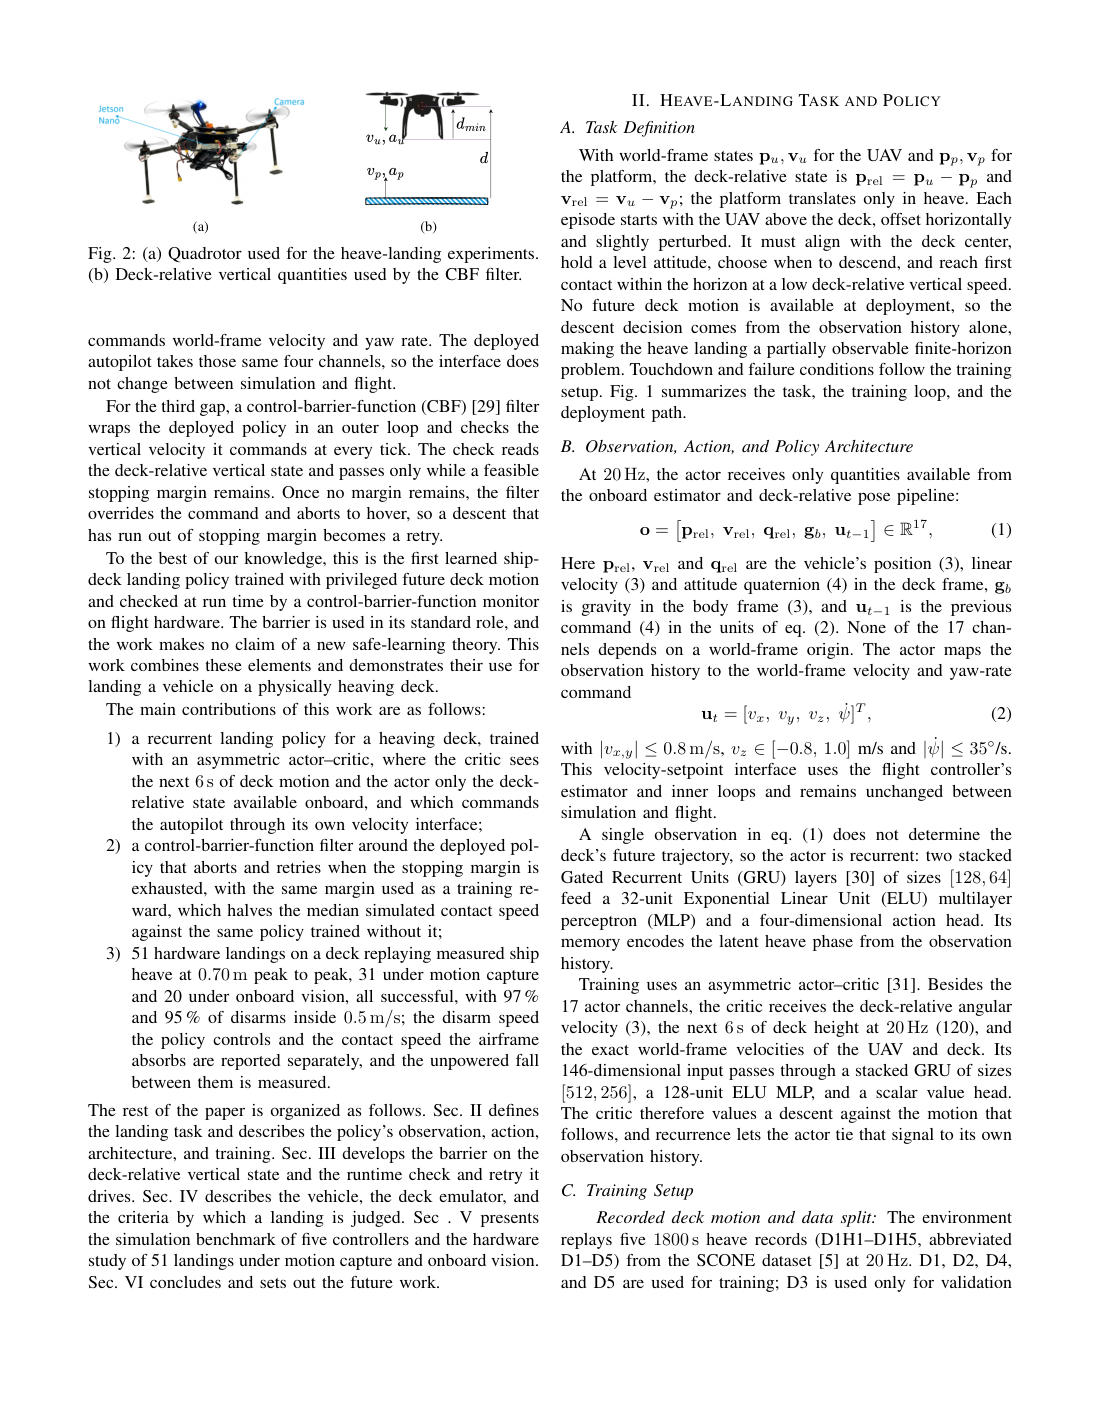 Jetson
Nano
Camera
v_u, a_u
d_{min}
d
v_p, a_p
(a)
(b)
Fig. 2: (a) Quadrotor used for the heave-landing experiments.
(b) Deck-relative vertical quantities used by the CBF filter.
commands world-frame velocity and yaw rate. The deployed
autopilot takes those same four channels, so the interface does
not change between simulation and flight.
For the third gap, a control-barrier-function (CBF) [29] filter
wraps the deployed policy in an outer loop and checks the
vertical velocity it commands at every tick. The check reads
the deck-relative vertical state and passes only while a feasible
stopping margin remains. Once no margin remains, the filter
overrides the command and aborts to hover, so a descent that
has run out of stopping margin becomes a retry.
To the best of our knowledge, this is the first learned ship-
deck landing policy trained with privileged future deck motion
and checked at run time by a control-barrier-function monitor
on flight hardware. The barrier is used in its standard role, and
the work makes no claim of a new safe-learning theory. This
work combines these elements and demonstrates their use for
landing a vehicle on a physically heaving deck.
The main contributions of this work are as follows:
1) a recurrent landing policy for a heaving deck, trained
with an asymmetric actor–critic, where the critic sees
the next 6 s of deck motion and the actor only the deck-
relative state available onboard, and which commands
the autopilot through its own velocity interface;
2) a control-barrier-function filter around the deployed pol-
icy that aborts and retries when the stopping margin is
exhausted, with the same margin used as a training re-
ward, which halves the median simulated contact speed
against the same policy trained without it;
3) 51 hardware landings on a deck replaying measured ship
heave at 0.70 m peak to peak, 31 under motion capture
and 20 under onboard vision, all successful, with 97 %
and 95 % of disarms inside 0.5 m/s; the disarm speed
the policy controls and the contact speed the airframe
absorbs are reported separately, and the unpowered fall
between them is measured.
The rest of the paper is organized as follows. Sec. II defines
the landing task and describes the policy's observation, action,
architecture, and training. Sec. III develops the barrier on the
deck-relative vertical state and the runtime check and retry it
drives. Sec. IV describes the vehicle, the deck emulator, and
the criteria by which a landing is judged. Sec . V presents
the simulation benchmark of five controllers and the hardware
study of 51 landings under motion capture and onboard vision.
Sec. VI concludes and sets out the future work.
II. HEAVE-LANDING TASK AND POLICY
A. Task Definition
With world-frame states p_u, v_u for the UAV and p_p, v_p for
the platform, the deck-relative state is p_rel = p_u − p_p and
v_rel = v_u − v_p; the platform translates only in heave. Each
episode starts with the UAV above the deck, offset horizontally
and slightly perturbed. It must align with the deck center,
hold a level attitude, choose when to descend, and reach first
contact within the horizon at a low deck-relative vertical speed.
No future deck motion is available at deployment, so the
descent decision comes from the observation history alone,
making the heave landing a partially observable finite-horizon
problem. Touchdown and failure conditions follow the training
setup. Fig. 1 summarizes the task, the training loop, and the
deployment path.
B. Observation, Action, and Policy Architecture
At 20 Hz, the actor receives only quantities available from
the onboard estimator and deck-relative pose pipeline:
o = [p_rel, v_rel, q_rel, g_b, u_{t−1}] ∈ ℝ^17, (1)
Here p_rel, v_rel and q_rel are the vehicle's position (3), linear
velocity (3) and attitude quaternion (4) in the deck frame, g_b
is gravity in the body frame (3), and u_{t−1} is the previous
command (4) in the units of eq. (2). None of the 17 chan-
nels depends on a world-frame origin. The actor maps the
observation history to the world-frame velocity and yaw-rate
command
u_t = [v_x, v_y, v_z, ψ̇]^T, (2)
with |v_{x,y}| ≤ 0.8 m/s, v_z ∈ [−0.8, 1.0] m/s and |ψ̇| ≤ 35°/s.
This velocity-setpoint interface uses the flight controller's
estimator and inner loops and remains unchanged between
simulation and flight.
A single observation in eq. (1) does not determine the
deck's future trajectory, so the actor is recurrent: two stacked
Gated Recurrent Units (GRU) layers [30] of sizes [128, 64]
feed a 32-unit Exponential Linear Unit (ELU) multilayer
perceptron (MLP) and a four-dimensional action head. Its
memory encodes the latent heave phase from the observation
history.
Training uses an asymmetric actor–critic [31]. Besides the
17 actor channels, the critic receives the deck-relative angular
velocity (3), the next 6 s of deck height at 20 Hz (120), and
the exact world-frame velocities of the UAV and deck. Its
146-dimensional input passes through a stacked GRU of sizes
[512, 256], a 128-unit ELU MLP, and a scalar value head.
The critic therefore values a descent against the motion that
follows, and recurrence lets the actor tie that signal to its own
observation history.
C. Training Setup
Recorded deck motion and data split: The environment
replays five 1800 s heave records (D1H1–D1H5, abbreviated
D1–D5) from the SCONE dataset [5] at 20 Hz. D1, D2, D4,
and D5 are used for training; D3 is used only for validation